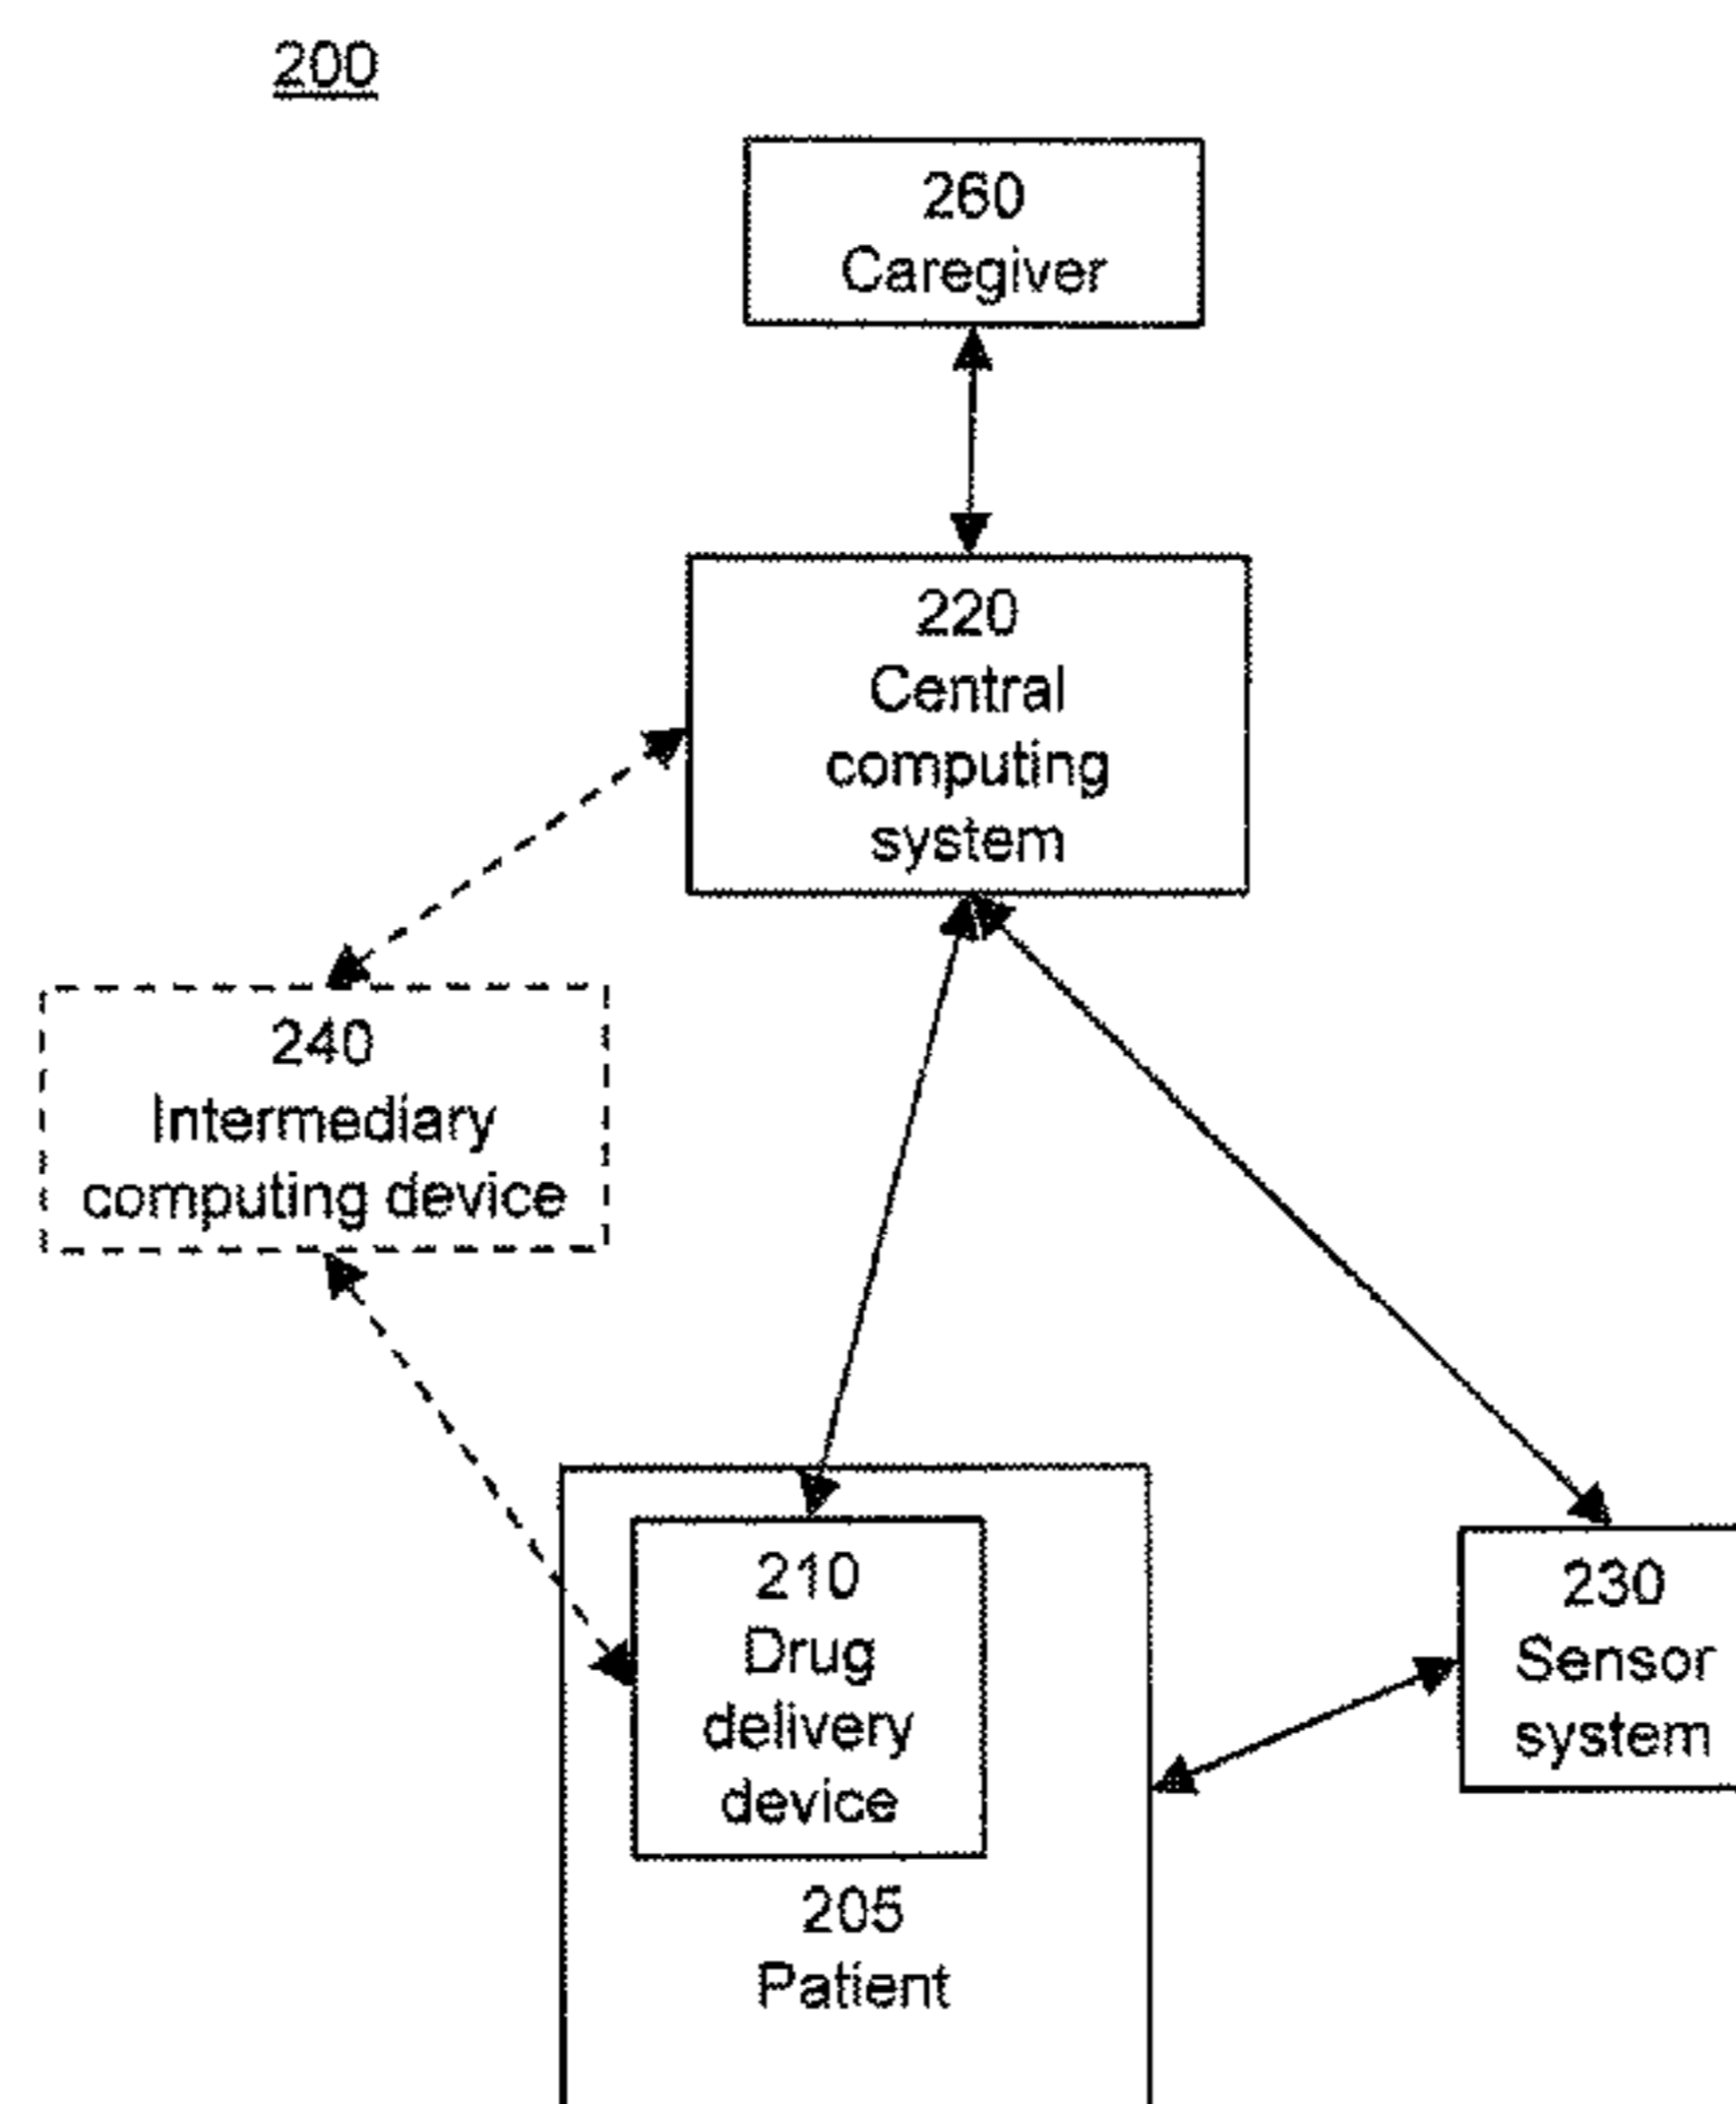 200
260
Caregiver
220
Central
computing
system
240
Intermediary
computing device
210
Drug
delivery
device
205
Patient
230
Sensor
system